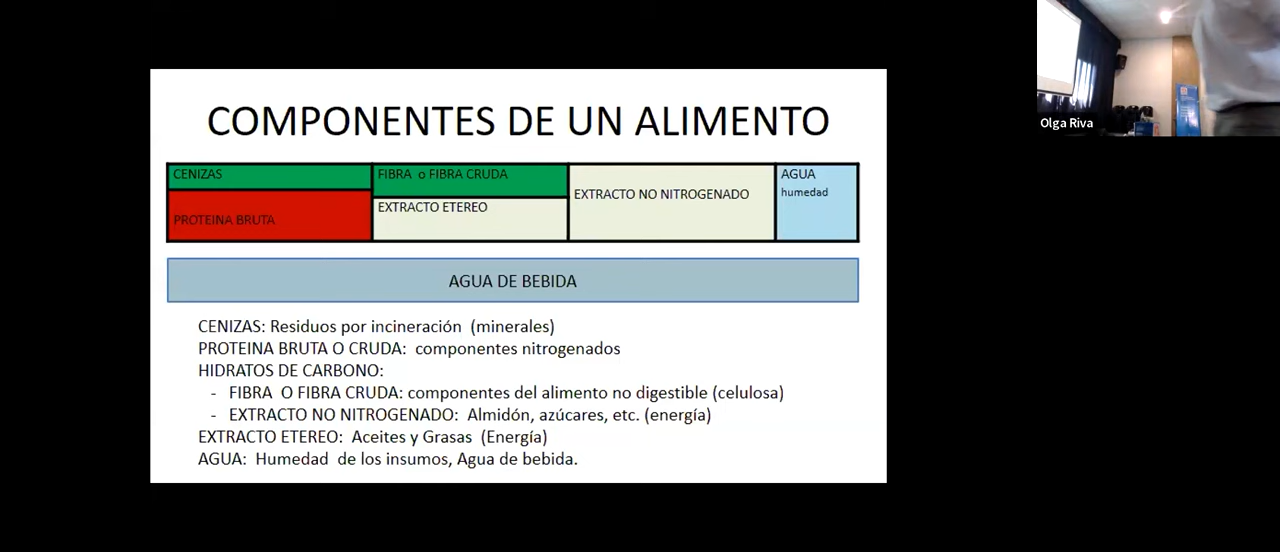 Olga Riva
COMPONENTES DE UN ALIMENTO
CENIZAS
FIBRA o FIBRA CRUDA
EXTRACTO NO NITROGENADO
AGUA
humedad
PROTEINA BRUTA
EXTRACTO ETEREO
AGUA DE BEBIDA
CENIZAS: Residuos por incineración (minerales)
PROTEINA BRUTA O CRUDA: componentes nitrogenados
HIDRATOS DE CARBONO:
- FIBRA O FIBRA CRUDA: componentes del alimento no digestible (celulosa)
- EXTRACTO NO NITROGENADO: Almidón, azúcares, etc. (energía)
EXTRACTO ETEREO: Aceites y Grasas (Energía)
AGUA: Humedad de los insumos, Agua de bebida.